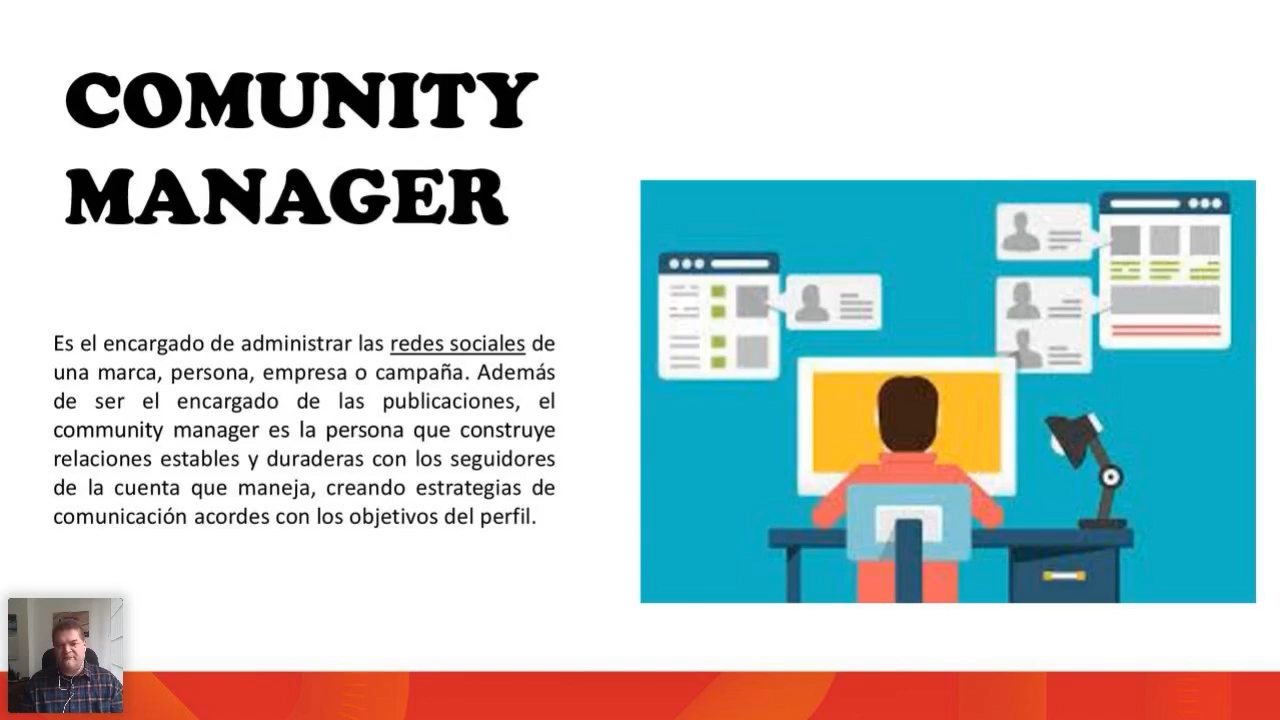 COMUNITY
MANAGER
Es el encargado de administrar las redes sociales de
una marca, persona, empresa o campaña. Además
de ser el encargado de las publicaciones, el
community manager es la persona que construye
relaciones estables y duraderas con los seguidores
de la cuenta que maneja, creando estrategias de
comunicación acordes con los objetivos del perfil.